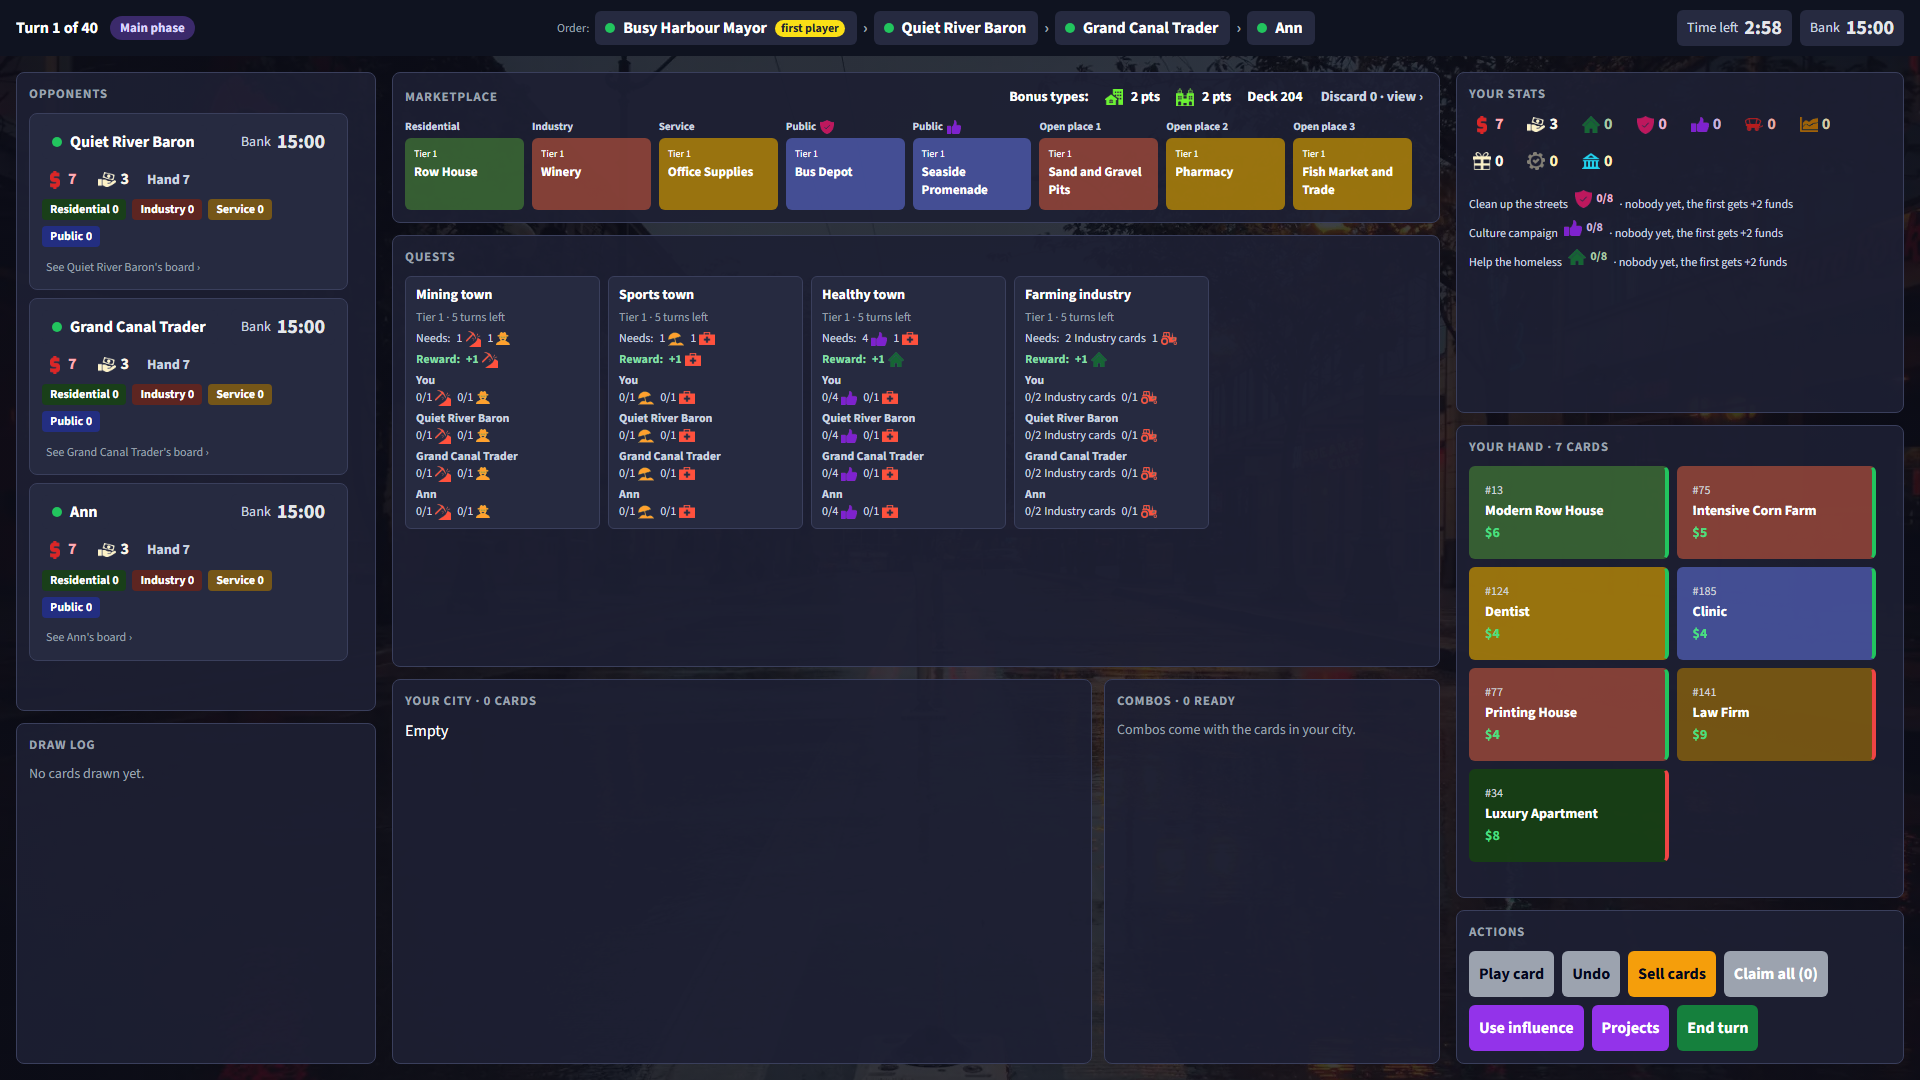 Turn 1 of 40
Main phase
Order:
Busy Harbour Mayor
first player
›
Quiet River Baron
›
Grand Canal Trader
›
Ann
Time left 2:58
Bank 15:00
OPPONENTS
Quiet River Baron
Bank 15:00
7
3
Hand 7
Residential 0
Industry 0
Service 0
Public 0
See Quiet River Baron's board ›
Grand Canal Trader
Bank 15:00
7
3
Hand 7
Residential 0
Industry 0
Service 0
Public 0
See Grand Canal Trader's board ›
Ann
Bank 15:00
7
3
Hand 7
Residential 0
Industry 0
Service 0
Public 0
See Ann's board ›
DRAW LOG
No cards drawn yet.
MARKETPLACE
Bonus types:
2 pts
2 pts
Deck 204
Discard 0 · view ›
Residential
Tier 1
Row House
Industry
Tier 1
Winery
Service
Tier 1
Office Supplies
Public
Tier 1
Bus Depot
Public
Tier 1
Seaside
Promenade
Open place 1
Tier 1
Sand and Gravel
Pits
Open place 2
Tier 1
Pharmacy
Open place 3
Tier 1
Fish Market and
Trade
QUESTS
Mining town
Tier 1 · 5 turns left
Needs: 1 1
Reward: +1
You
0/1 0/1
Quiet River Baron
0/1 0/1
Grand Canal Trader
0/1 0/1
Ann
0/1 0/1
Sports town
Tier 1 · 5 turns left
Needs: 1 1
Reward: +1
You
0/1 0/1
Quiet River Baron
0/1 0/1
Grand Canal Trader
0/1 0/1
Ann
0/1 0/1
Healthy town
Tier 1 · 5 turns left
Needs: 4 1
Reward: +1
You
0/4 0/1
Quiet River Baron
0/4 0/1
Grand Canal Trader
0/4 0/1
Ann
0/4 0/1
Farming industry
Tier 1 · 5 turns left
Needs: 2 Industry cards 1
Reward: +1
You
0/2 Industry cards 0/1
Quiet River Baron
0/2 Industry cards 0/1
Grand Canal Trader
0/2 Industry cards 0/1
Ann
0/2 Industry cards 0/1
YOUR CITY · 0 CARDS
Empty
COMBOS · 0 READY
Combos come with the cards in your city.
YOUR STATS
7 3 0 0 0 0 0
0 0 0
Clean up the streets 0/8 · nobody yet, the first gets +2 funds
Culture campaign 0/8 · nobody yet, the first gets +2 funds
Help the homeless 0/8 · nobody yet, the first gets +2 funds
YOUR HAND · 7 CARDS
#13
Modern Row House
$6
#75
Intensive Corn Farm
$5
#124
Dentist
$4
#185
Clinic
$4
#77
Printing House
$4
#141
Law Firm
$9
#34
Luxury Apartment
$8
ACTIONS
Play card
Undo
Sell cards
Claim all (0)
Use influence
Projects
End turn